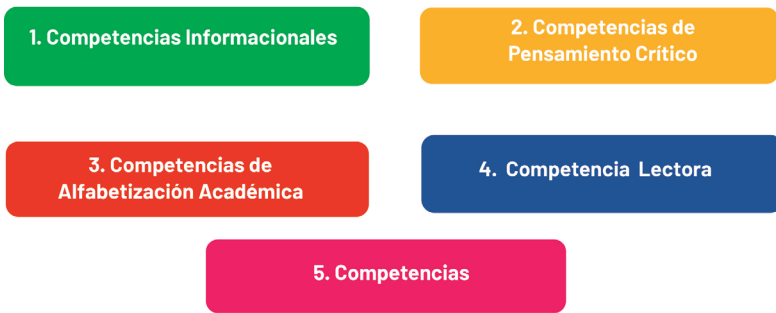 1. Competencias Informacionales
2. Competencias de
Pensamiento Crítico
3. Competencias de
Alfabetización Académica
4. Competencia Lectora
5. Competencias